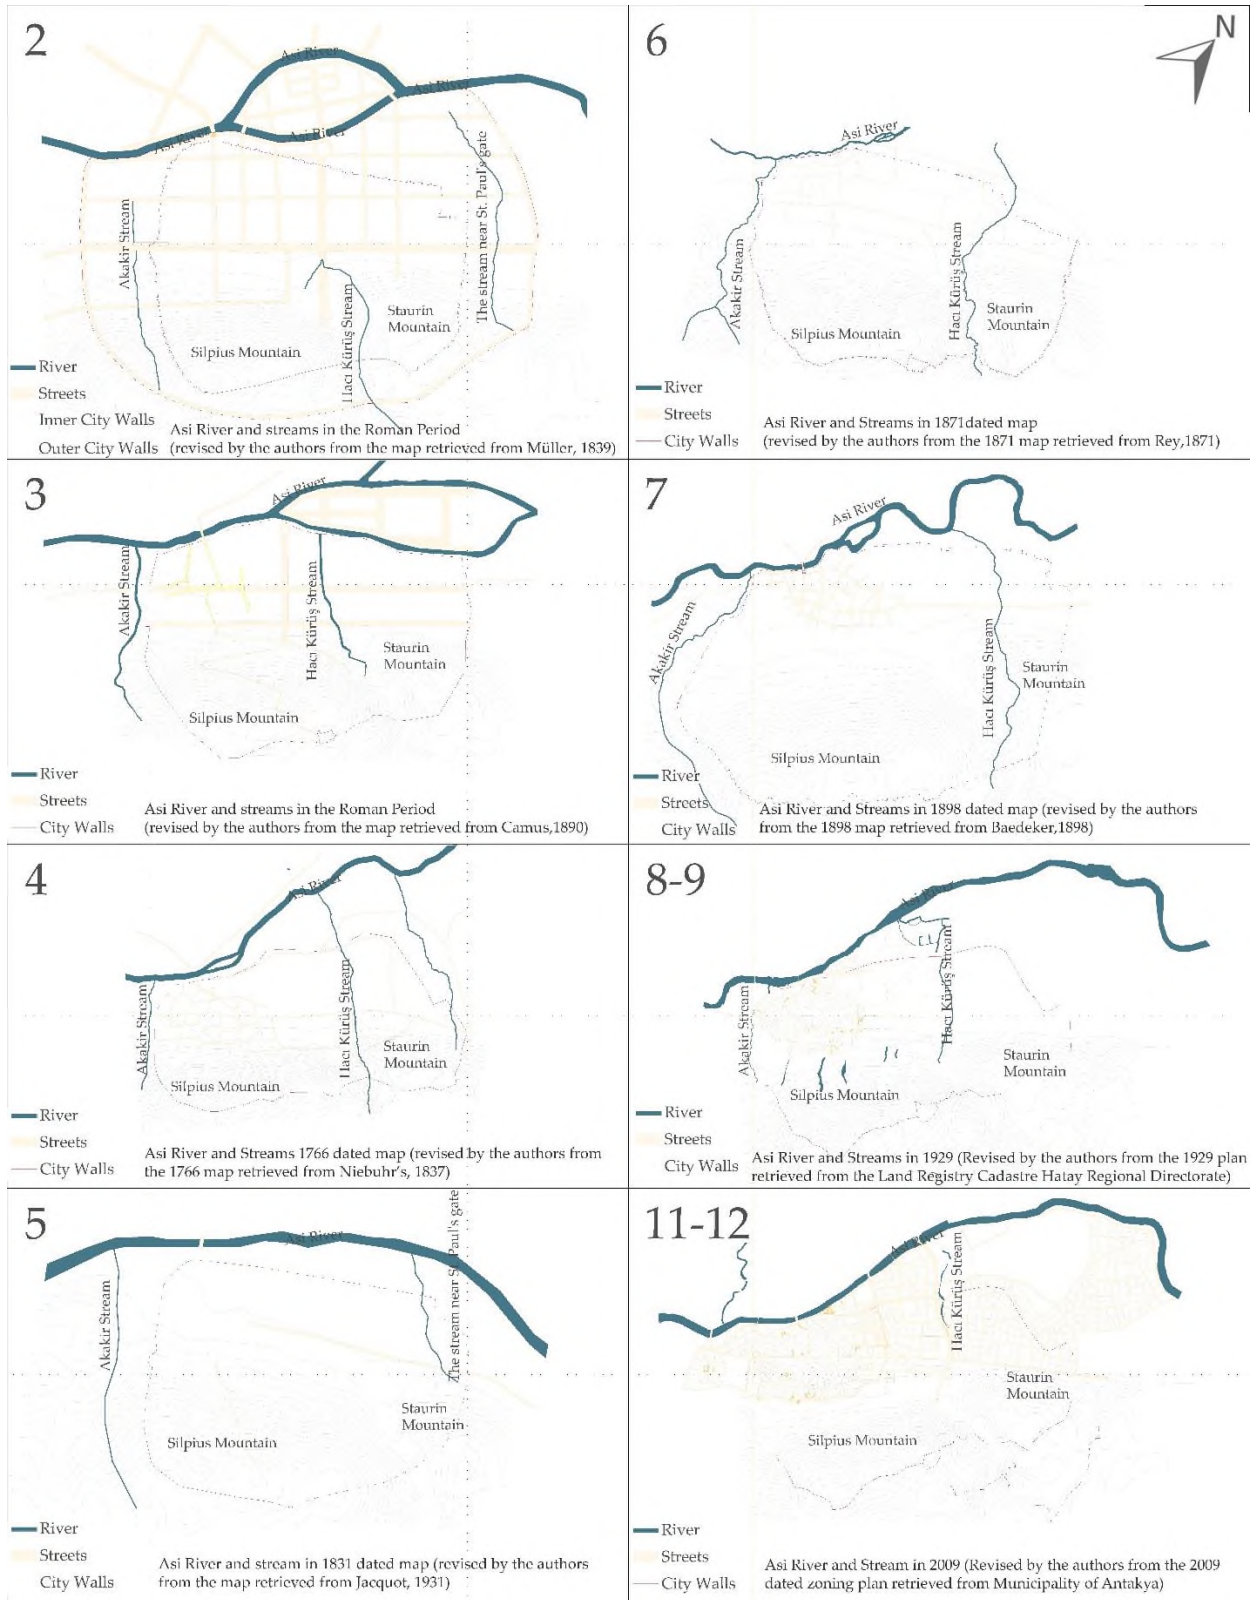 2
Asi River
Asi River
Asi River
Asi River
The stream near St. Paul's gate
Akakir Stream
Hacı Kürüş Stream
Staurin
Mountain
Silpius Mountain
River
Streets
Inner City Walls
Outer City Walls
Asi River and streams in the Roman Period
(revised by the authors from the map retrieved from Müller, 1839)
6
N
Asi River
Akakir Stream
Hacı Kürüş Stream
Staurin
Mountain
Silpius Mountain
River
Streets
City Walls
Asi River and Streams in 1871dated map
(revised by the authors from the 1871 map retrieved from Rey,1871)
3
Asi River
Akakir Stream
Hacı Kürüş Stream
Staurin
Mountain
Silpius Mountain
River
Streets
City Walls
Asi River and streams in the Roman Period
(revised by the authors from the map retrieved from Camus,1890)
7
Asi River
Akakir Stream
Hacı Kürüş Stream
Staurin
Mountain
Silpius Mountain
River
Streets
City Walls
Asi River and Streams in 1898 dated map (revised by the authors
from the 1898 map retrieved from Baedeker,1898)
4
Asi River
Akakir Stream
Hacı Kürüş Stream
Staurin
Mountain
Silpius Mountain
River
Streets
City Walls
Asi River and Streams 1766 dated map (revised by the authors from
the 1766 map retrieved from Niebuhr's, 1837)
8-9
Asi River
Akakir Stream
Hacı Kürüş Stream
Staurin
Mountain
Silpius Mountain
River
Streets
City Walls
Asi River and Streams in 1929 (Revised by the authors from the 1929 plan
retrieved from the Land Registry Cadastre Hatay Regional Directorate)
5
Asi River
The stream near St. Paul's gate
Akakir Stream
Staurin
Mountain
Silpius Mountain
River
Streets
City Walls
Asi River and stream in 1831 dated map (revised by the authors
from the map retrieved from Jacquot, 1931)
11-12
Asi River
Hacı Kürüş Stream
Staurin
Mountain
Silpius Mountain
River
Streets
City Walls
Asi River and Stream in 2009 (Revised by the authors from the 2009
dated zoning plan retrieved from Municipality of Antakya)